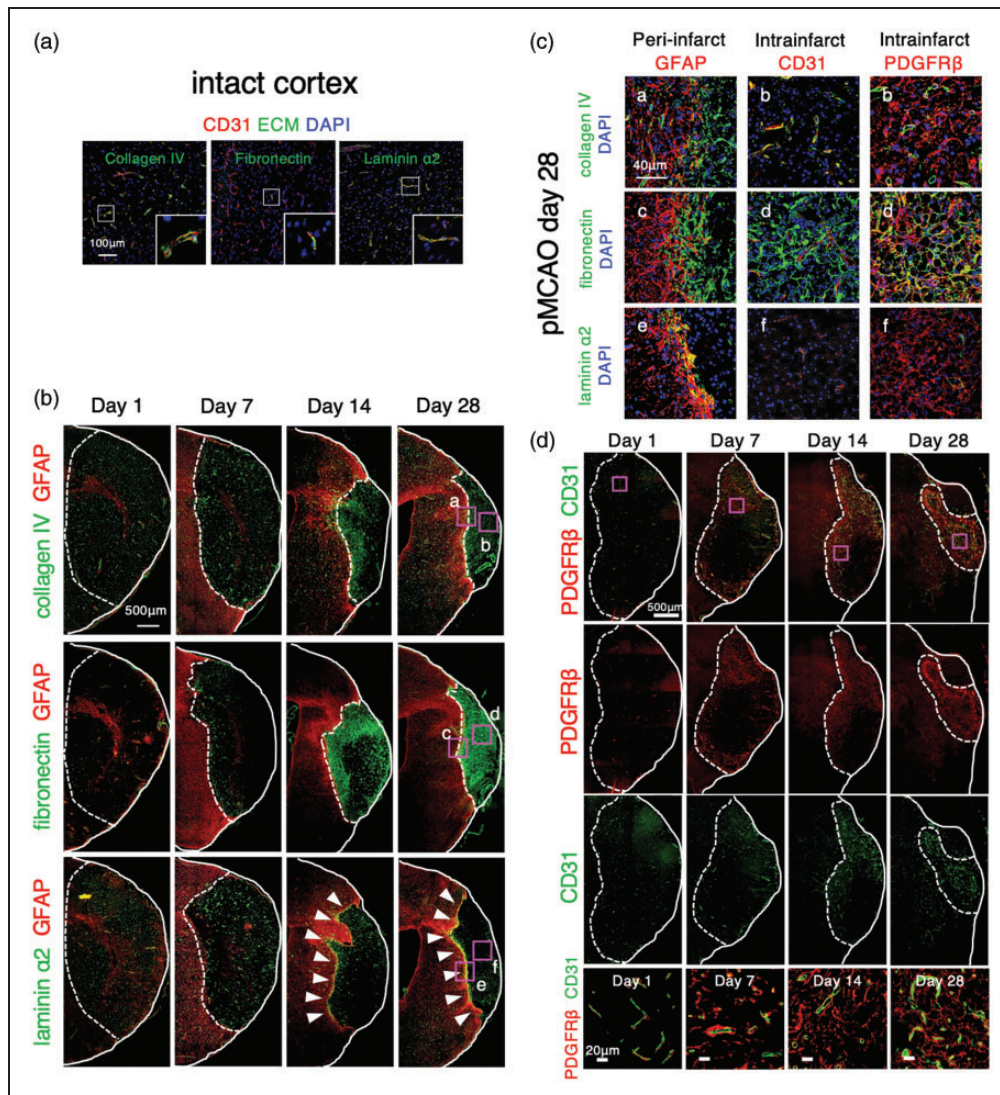 (a)
intact cortex
CD31 ECM DAPI
Collagen IV Fibronectin Laminin α2
100μm
(b)
Day 1 Day 7 Day 14 Day 28
collagen IV GFAP
a
b
500μm
fibronectin GFAP
c
d
laminin α2 GFAP
e
f
(c)
Peri-infarct Intrainfarct Intrainfarct
GFAP CD31 PDGFRβ
pMCAO day 28
collagen IV
DAPI
a b b
40μm
fibronectin
DAPI
c d d
laminin α2
DAPI
e f f
(d)
Day 1 Day 7 Day 14 Day 28
PDGFRβ CD31
500μm
PDGFRβ
CD31
PDGFRβ CD31
Day 1 Day 7 Day 14 Day 28
20μm